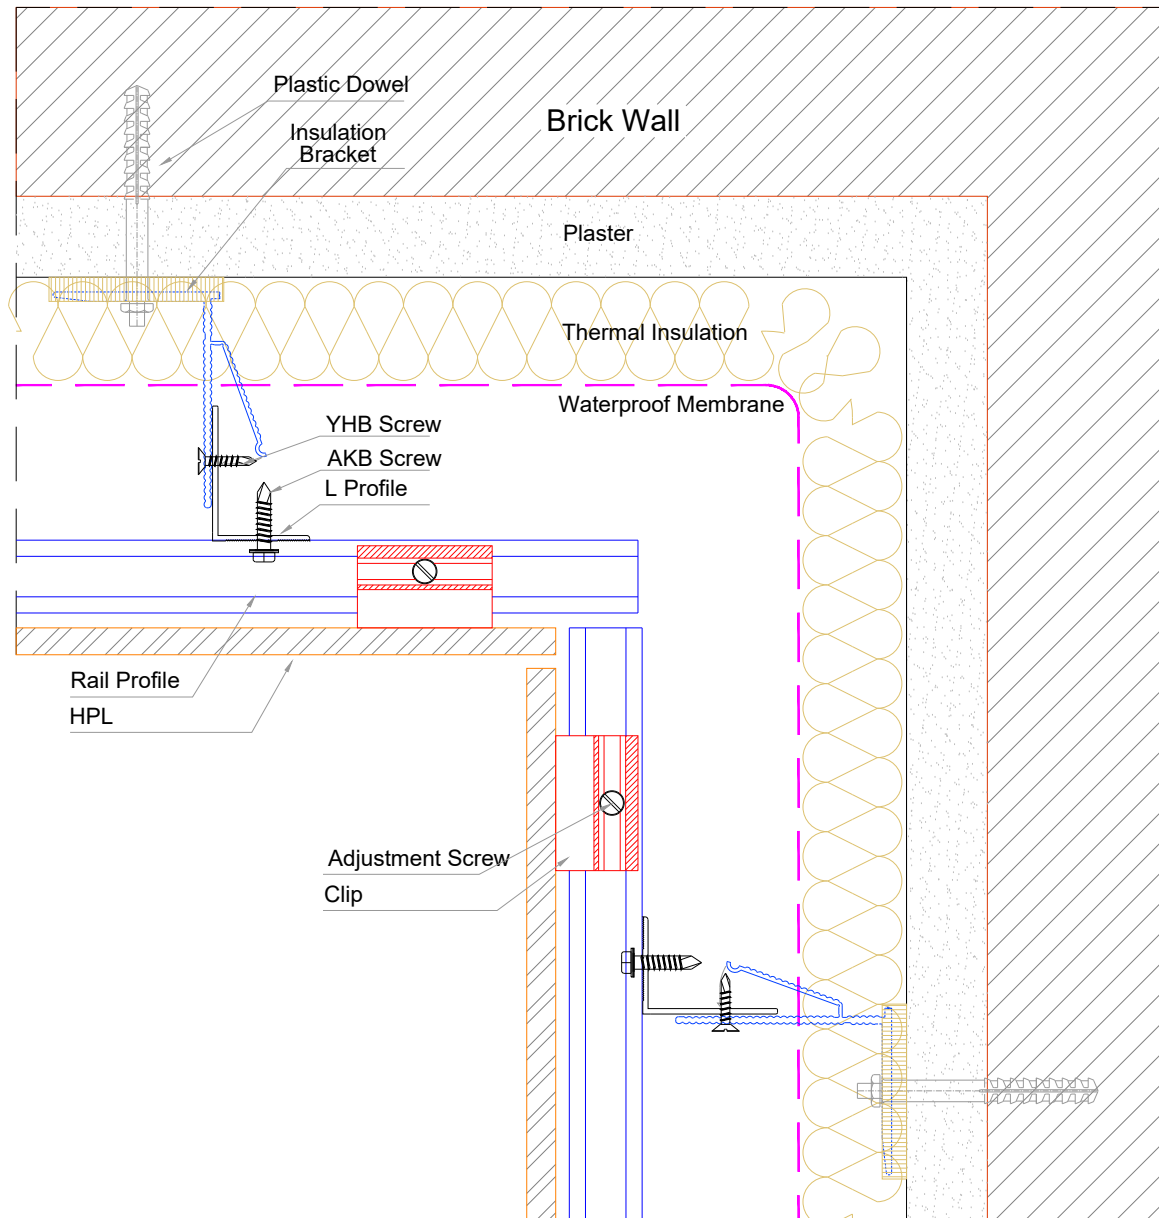 Plastic Dowel
Brick Wall
Insulation
Bracket
Plaster
Thermal Insulation
Waterproof Membrane
YHB Screw
AKB Screw
L Profile
Rail Profile
HPL
Adjustment Screw
Clip